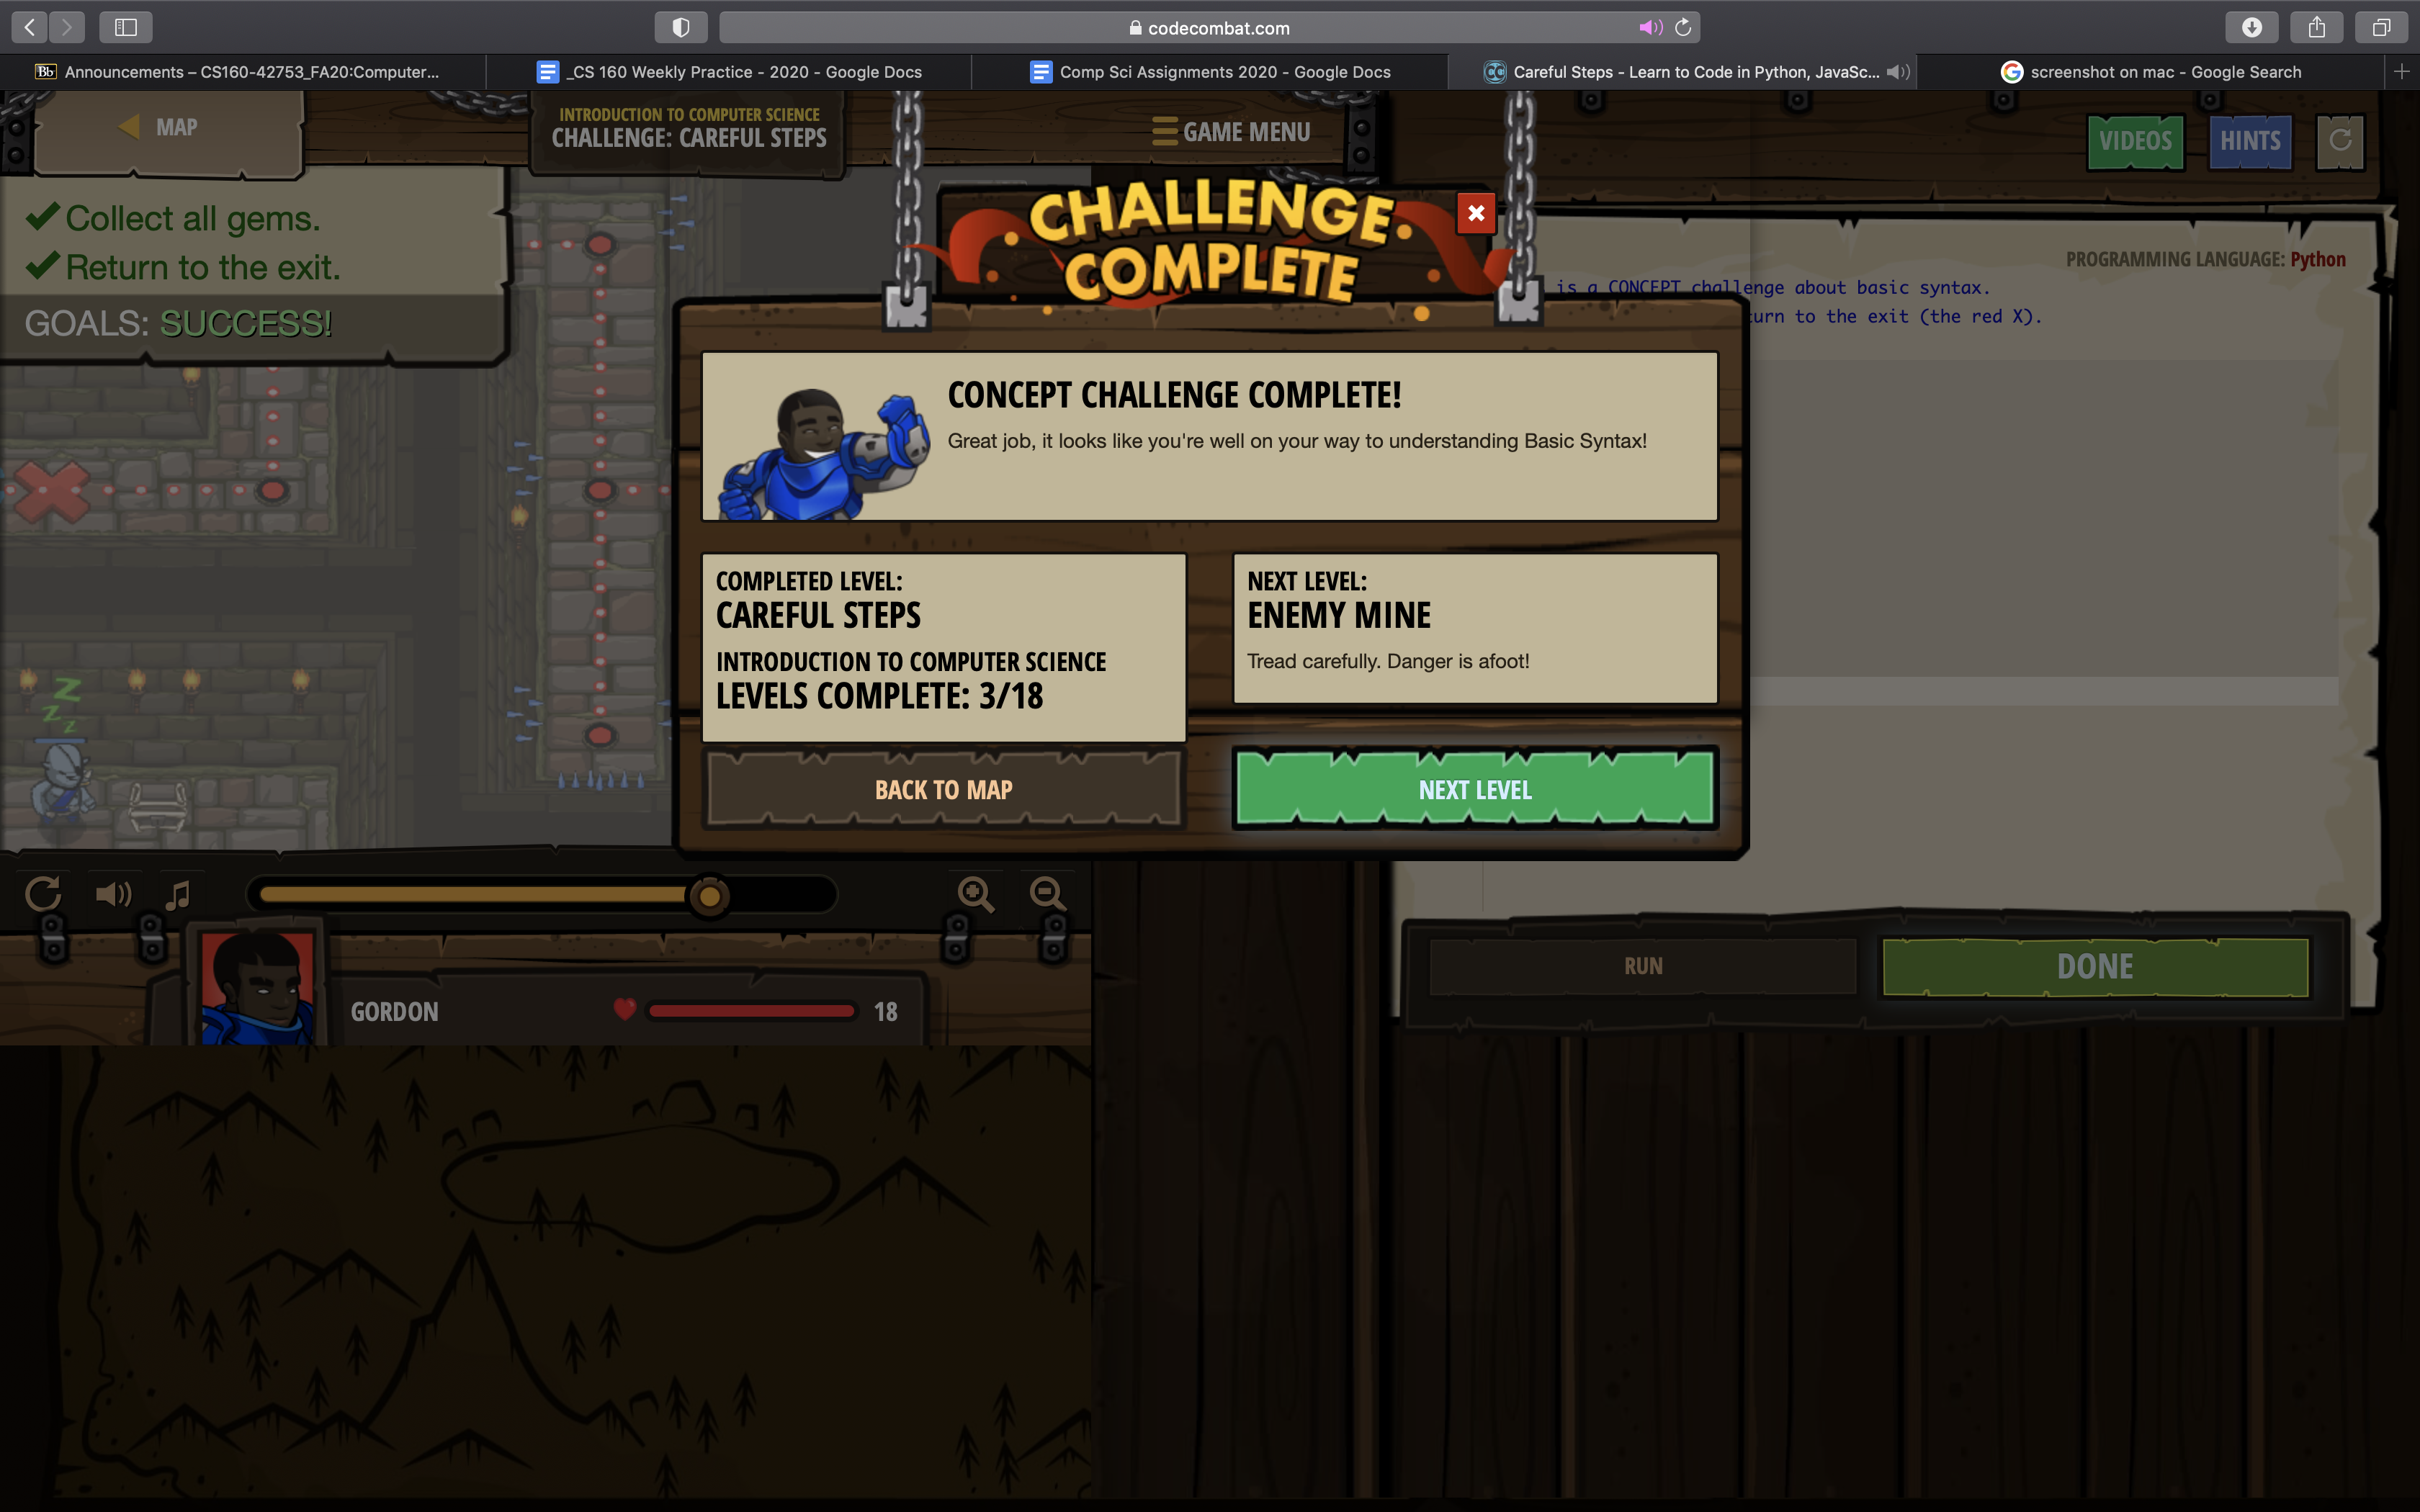 codecombat.com
Bb Announcements – CS160-42753_FA20:Computer...
_CS 160 Weekly Practice - 2020 - Google Docs
Comp Sci Assignments 2020 - Google Docs
Careful Steps - Learn to Code in Python, JavaSc...
screenshot on mac - Google Search
MAP
INTRODUCTION TO COMPUTER SCIENCE
CHALLENGE: CAREFUL STEPS
GAME MENU
VIDEOS
HINTS
Collect all gems.
Return to the exit.
GOALS: SUCCESS!
CHALLENGE
COMPLETE
PROGRAMMING LANGUAGE: Python
is a CONCEPT challenge about basic syntax.
turn to the exit (the red X).
CONCEPT CHALLENGE COMPLETE!
Great job, it looks like you're well on your way to understanding Basic Syntax!
COMPLETED LEVEL:
CAREFUL STEPS
INTRODUCTION TO COMPUTER SCIENCE
LEVELS COMPLETE: 3/18
NEXT LEVEL:
ENEMY MINE
Tread carefully. Danger is afoot!
Z
Z
Z
BACK TO MAP
NEXT LEVEL
RUN
DONE
GORDON
18